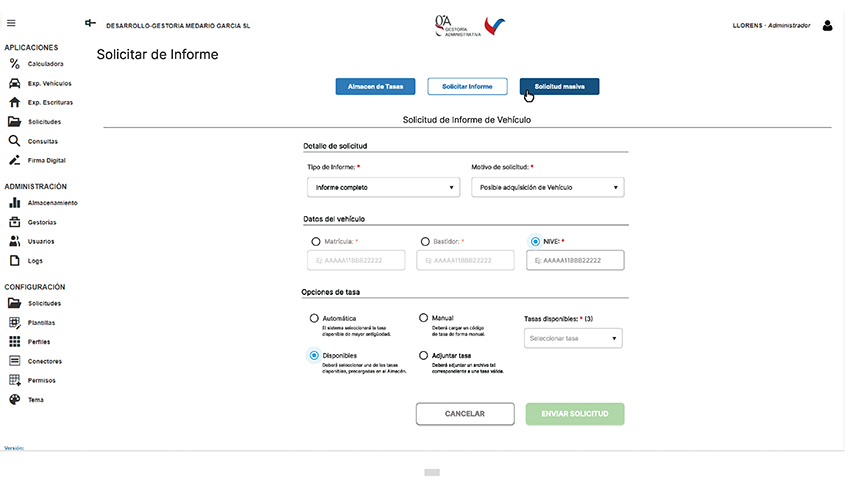 DESARROLLO-GESTORIA MEDARIO GARCIA SL
GA
GESTORÍA
ADMINISTRATIVA
LLORENS - Administrador
APLICACIONES
Calculadora
Exp. Vehículos
Exp. Escrituras
Solicitudes
Consultas
Firma Digital
ADMINISTRACIÓN
Almacenamiento
Gestorías
Usuarios
Logs
CONFIGURACIÓN
Solicitudes
Plantillas
Perfiles
Conectores
Permisos
Tema
Versión:
Solicitar de Informe
Almacen de Tasas
Solicitar Informe
Solicitud masiva
Solicitud de Informe de Vehículo
Detalle de solicitud
Tipo de Informe: *
Motivo de solicitud: *
Informe completo
Posible adquisición de Vehículo
Datos del vehículo
Matrícula: *
Bastidor: *
NIVE: *
Ej: AAAAA11BBB22222
Ej: AAAAA11BBB22222
Ej: AAAAA11BBB22222
Opciones de tasa
Automática
El sistema seleccionará la tasa
disponible de mayor antigüedad.
Manual
Deberá cargar un código
de tasa de forma manual.
Tasas disponibles: * (3)
Seleccionar tasa
Disponibles
Deberá seleccionar una de las tasas
disponibles, precargadas en el Almacén.
Adjuntar tasa
Deberá adjuntar un archivo txt
correspondiente a una tasa válida.
CANCELAR
ENVIAR SOLICITUD